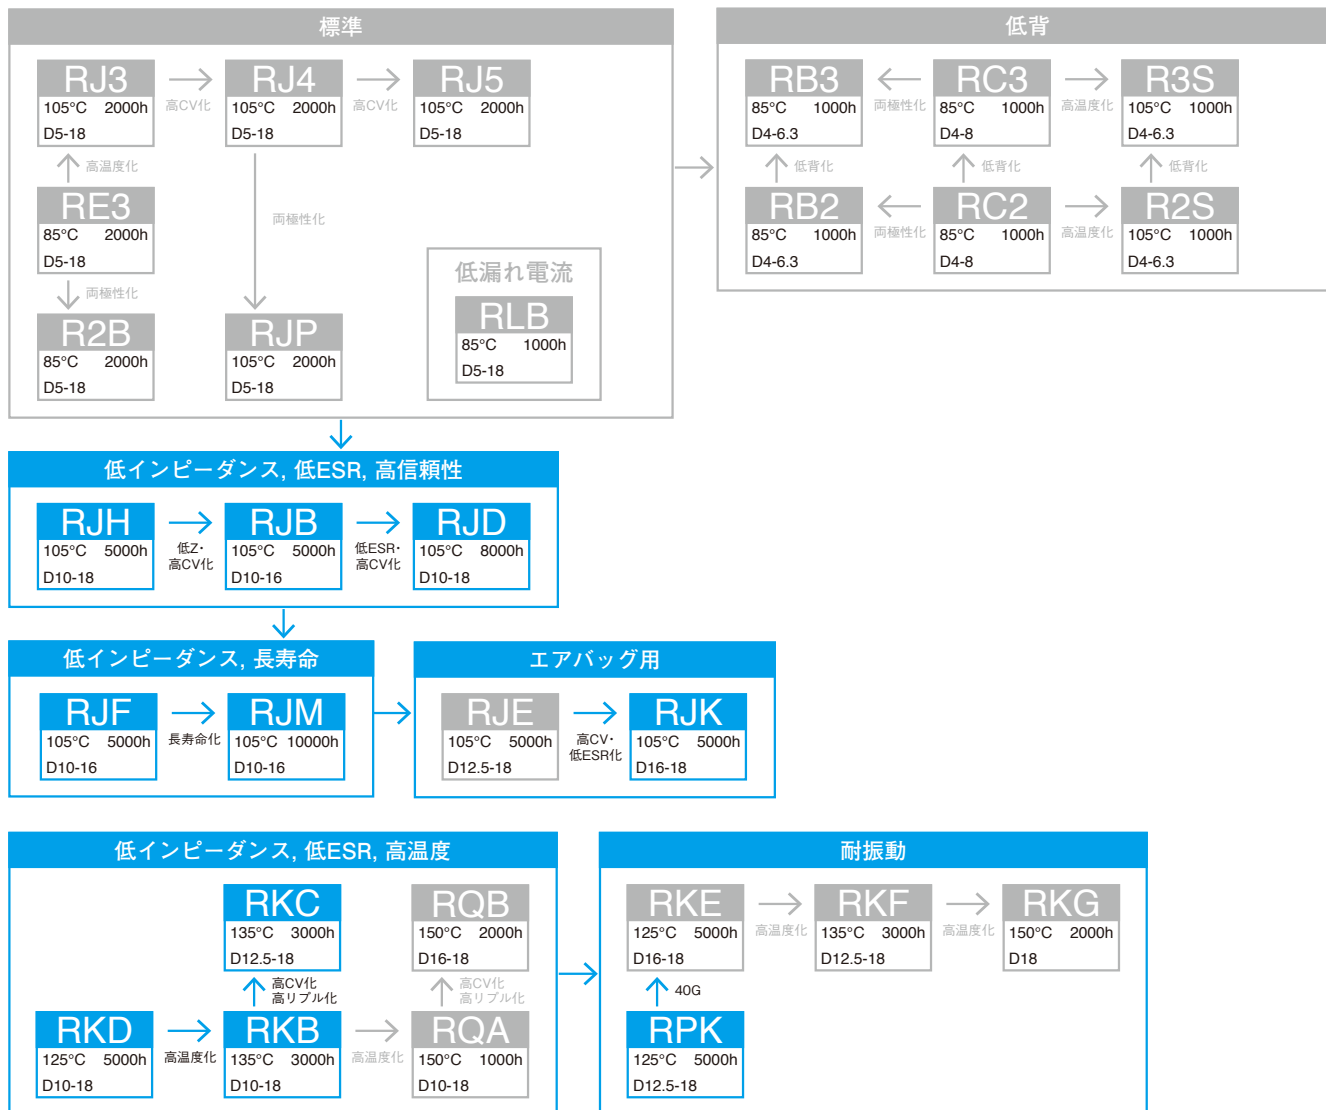 標準
RJ3
105°C 2000h
D5-18
高CV化
RJ4
105°C 2000h
D5-18
高CV化
RJ5
105°C 2000h
D5-18
高温度化
RE3
85°C 2000h
D5-18
両極性化
両極性化
R2B
85°C 2000h
D5-18
RJP
105°C 2000h
D5-18
低漏れ電流
RLB
85°C 1000h
D5-18
低背
RB3
85°C 1000h
D4-6.3
両極性化
RC3
85°C 1000h
D4-8
高温度化
R3S
105°C 1000h
D4-6.3
低背化
低背化
低背化
RB2
85°C 1000h
D4-6.3
両極性化
RC2
85°C 1000h
D4-8
高温度化
R2S
105°C 1000h
D4-6.3
低インピーダンス, 低ESR, 高信頼性
RJH
105°C 5000h
D10-18
低Z・
高CV化
RJB
105°C 5000h
D10-16
低ESR・
高CV化
RJD
105°C 8000h
D10-18
低インピーダンス, 長寿命
RJF
105°C 5000h
D10-16
長寿命化
RJM
105°C 10000h
D10-16
エアバッグ用
RJE
105°C 5000h
D12.5-18
高CV・
低ESR化
RJK
105°C 5000h
D16-18
低インピーダンス, 低ESR, 高温度
RKC
135°C 3000h
D12.5-18
RQB
150°C 2000h
D16-18
高CV化
高リプル化
高CV化
高リプル化
RKD
125°C 5000h
D10-18
高温度化
RKB
135°C 3000h
D10-18
高温度化
RQA
150°C 1000h
D10-18
耐振動
RKE
125°C 5000h
D16-18
高温度化
RKF
135°C 3000h
D12.5-18
高温度化
RKG
150°C 2000h
D18
40G
RPK
125°C 5000h
D12.5-18